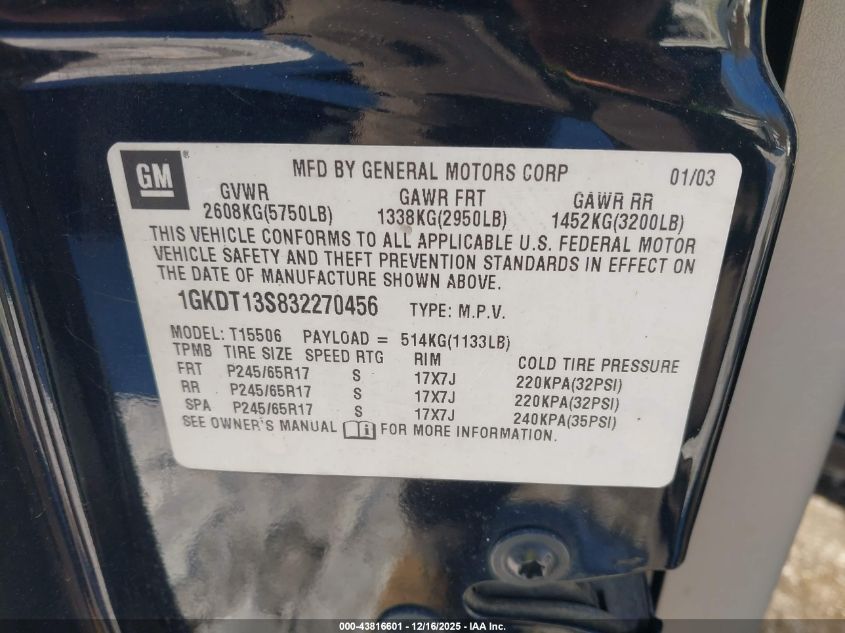 GM ®
MFD BY GENERAL MOTORS CORP 01/03
GVWR GAWR FRT GAWR RR
2608KG(5750LB) 1338KG(2950LB) 1452KG(3200LB)
THIS VEHICLE CONFORMS TO ALL APPLICABLE U.S. FEDERAL MOTOR
VEHICLE SAFETY AND THEFT PREVENTION STANDARDS IN EFFECT ON
THE DATE OF MANUFACTURE SHOWN ABOVE.
1GKDT13S832270456 TYPE: M.P.V.
MODEL: T15506 PAYLOAD = 514KG(1133LB)
TPMB TIRE SIZE SPEED RTG RIM COLD TIRE PRESSURE
FRT P245/65R17 S 17X7J 220KPA(32PSI)
RR P245/65R17 S 17X7J 220KPA(32PSI)
SPA P245/65R17 S 17X7J 240KPA(35PSI)
SEE OWNER'S MANUAL i FOR MORE INFORMATION.
000-43816601 - 12/16/2025 - IAA Inc.